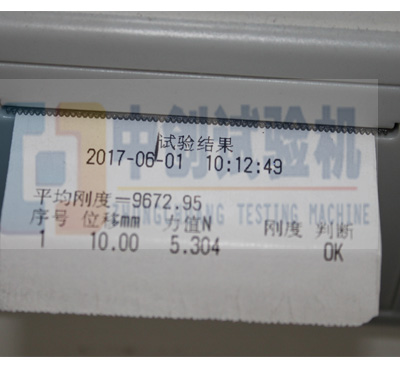 中创试验机
ZHONGCHUANG TESTING MACHINE
试验结果
2017-06-01 10:12:49
平均刚度=9672.95
序号 位移mm 力值N 刚度 判断
1 10.00 5.304 OK